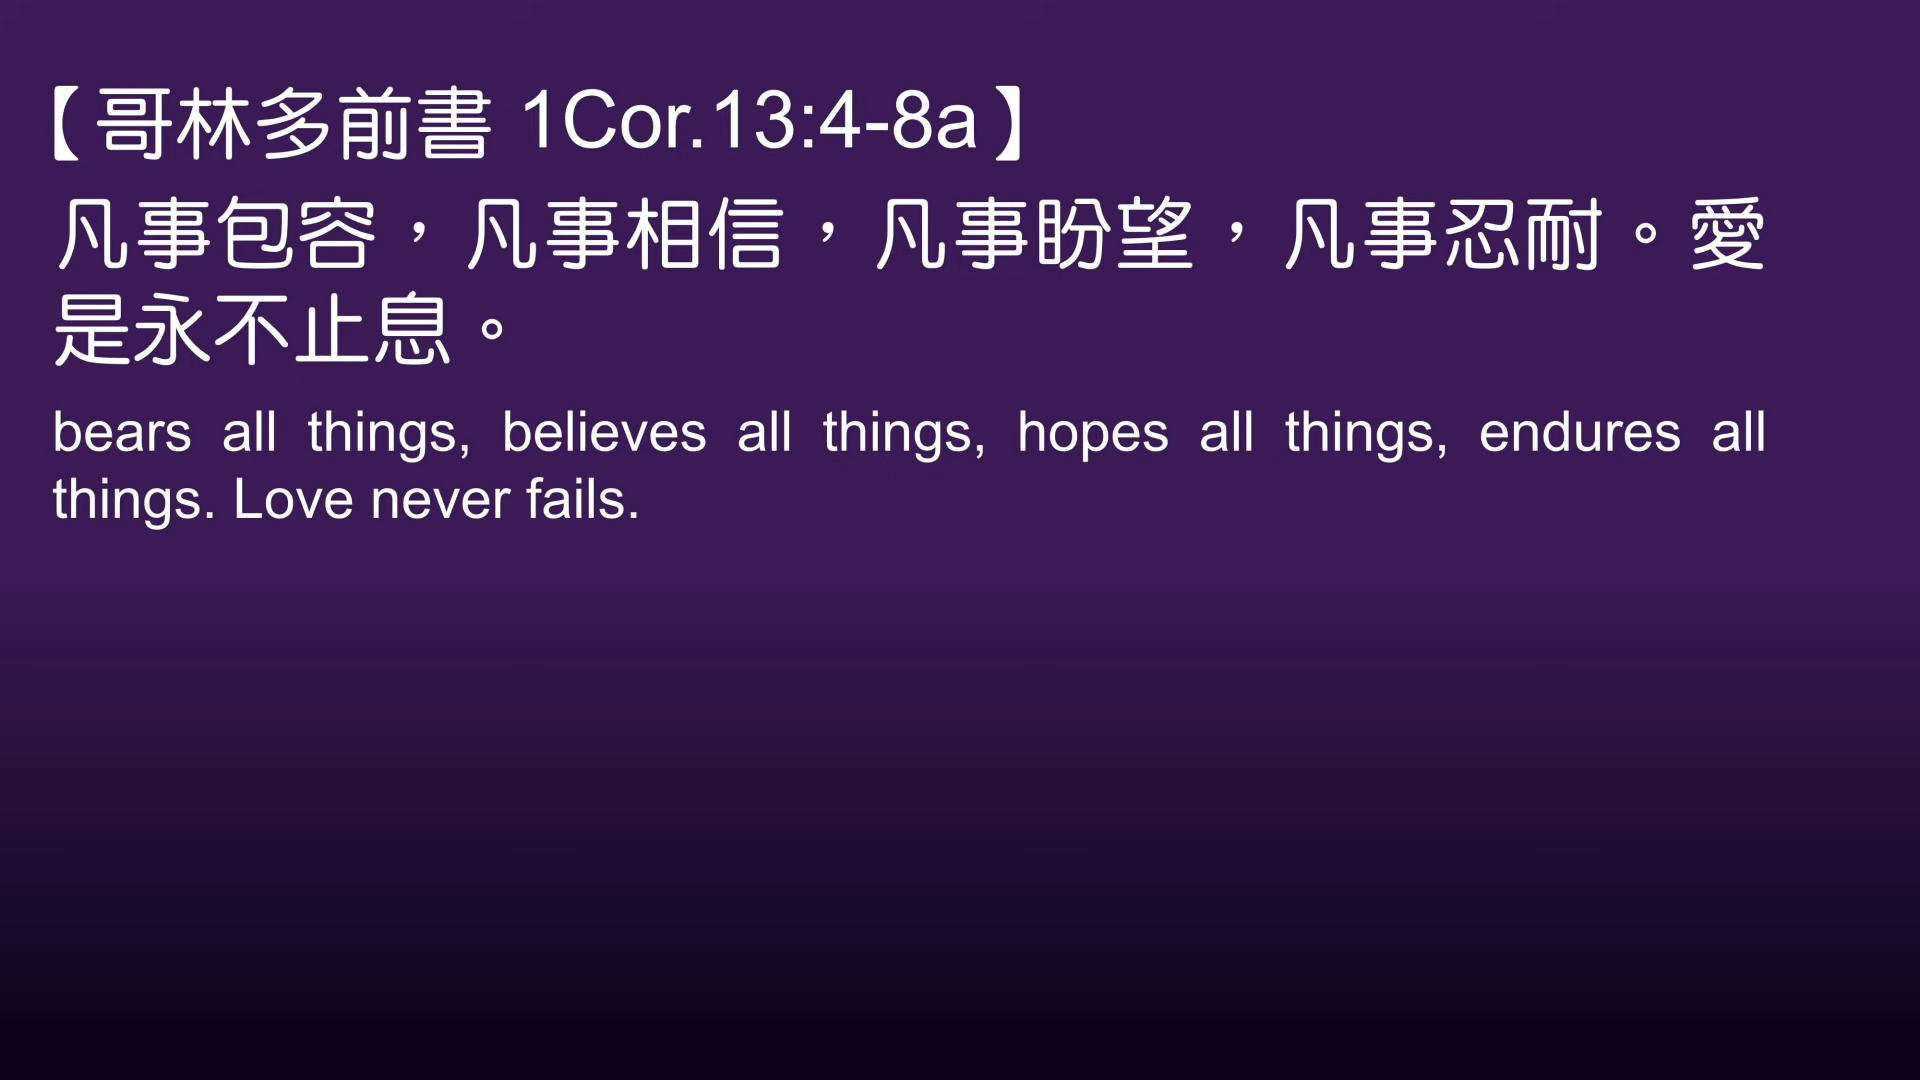 【哥林多前書 1Cor.13:4-8a】
凡事包容，凡事相信，凡事盼望，凡事忍耐。愛
是永不止息。
bears all things, believes all things, hopes all things, endures all
things. Love never fails.